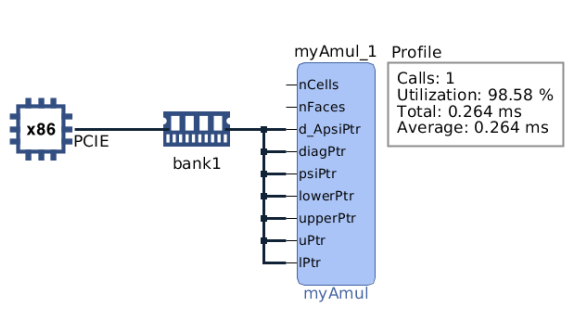 myAmul_1
Profile
nCells
nFaces
d_ApsiPtr
diagPtr
psiPtr
lowerPtr
upperPtr
uPtr
lPtr
Calls: 1
Utilization: 98.58 %
Total: 0.264 ms
Average: 0.264 ms
x86
PCIE
bank1
myAmul